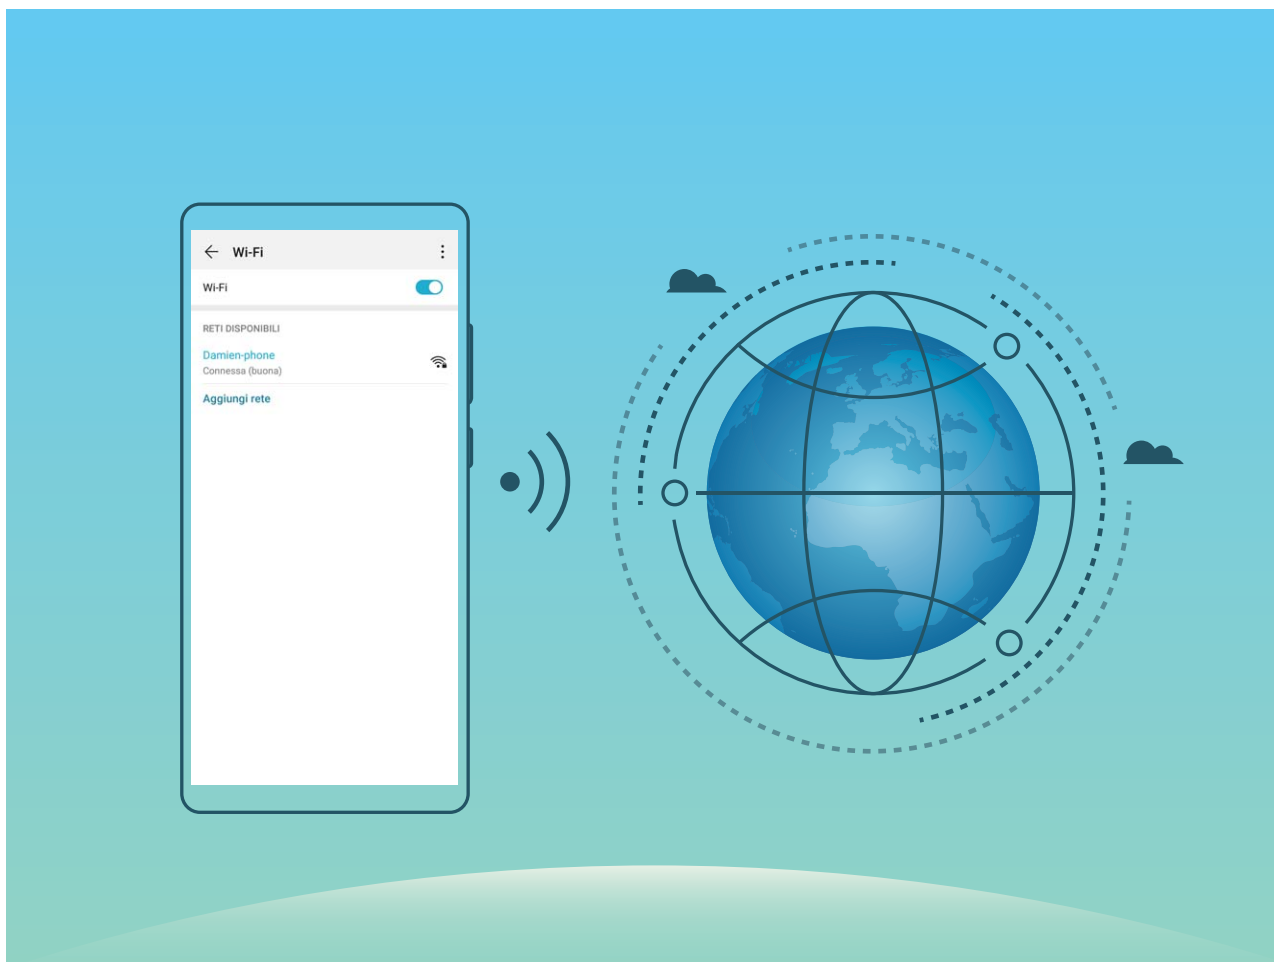 Wi-Fi
Wi-Fi
RETI DISPONIBILI
Damien-phone
Connessa (buona)
Aggiungi rete